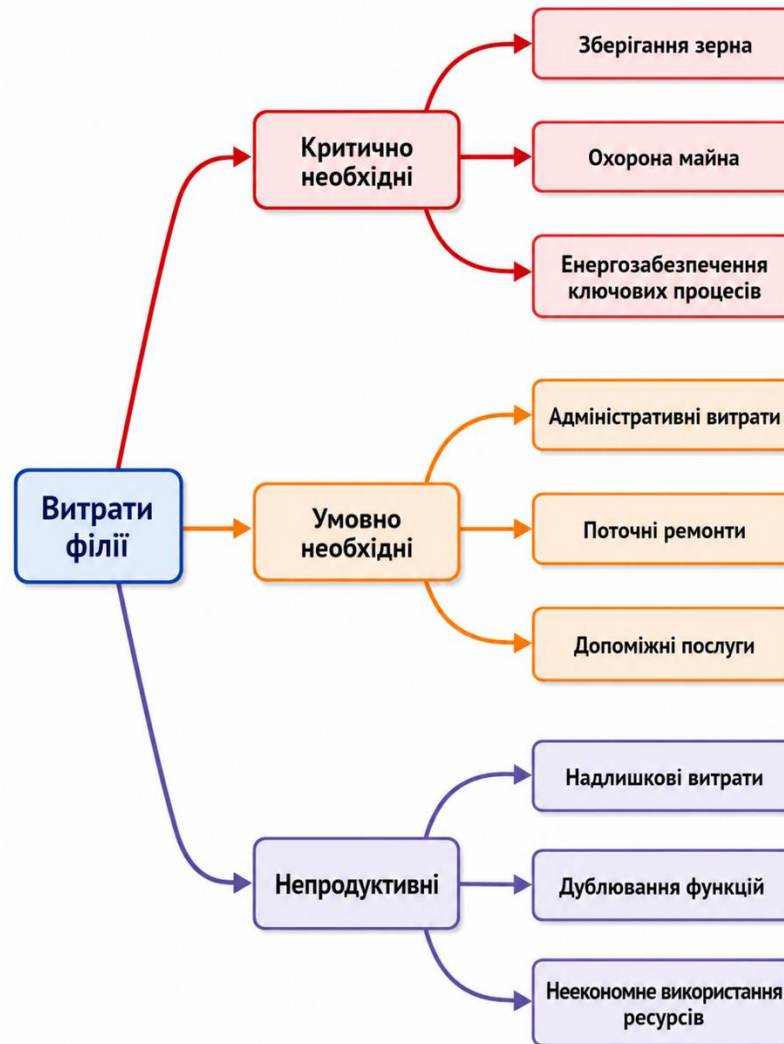 Зберігання зерна
Критично
необхідні
Охорона майна
Енергозабезпечення
ключових процесів
Адміністративні витрати
Витрати
філії
Умовно
необхідні
Поточні ремонти
Допоміжні послуги
Надлишкові витрати
Непродуктивні
Дублювання функцій
Неекономне використання
ресурсів